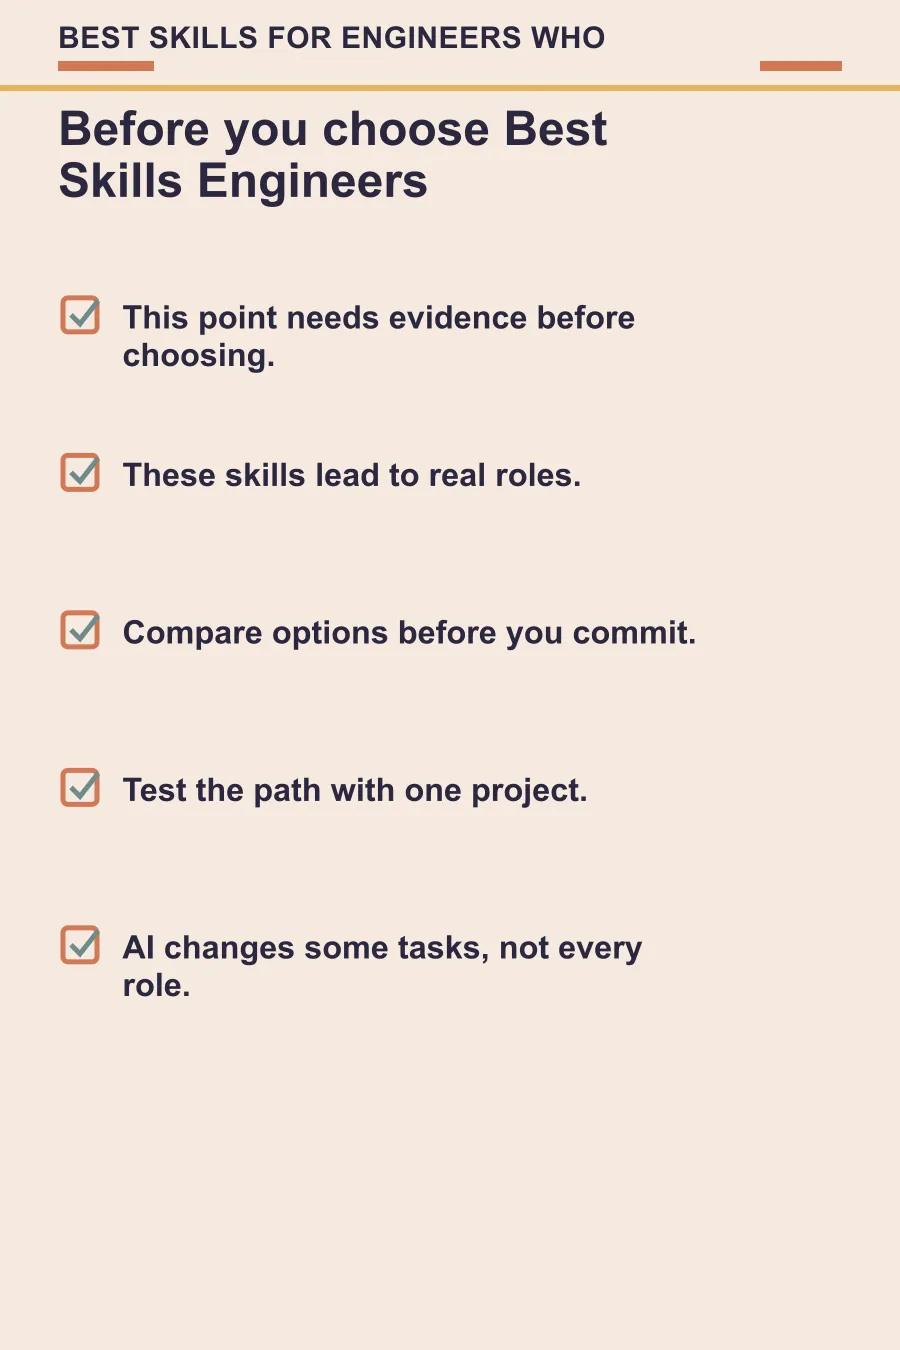 BEST SKILLS FOR ENGINEERS WHO
Before you choose Best
Skills Engineers
This point needs evidence before
choosing.
These skills lead to real roles.
Compare options before you commit.
Test the path with one project.
AI changes some tasks, not every
role.